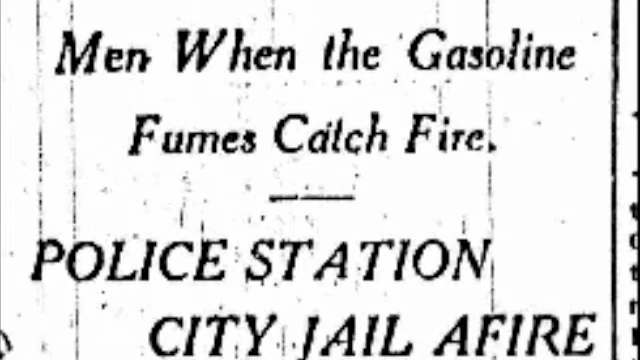 Men When the Gasoline
Fumes Catch Fire.
POLICE STATION
CITY JAIL AFIRE